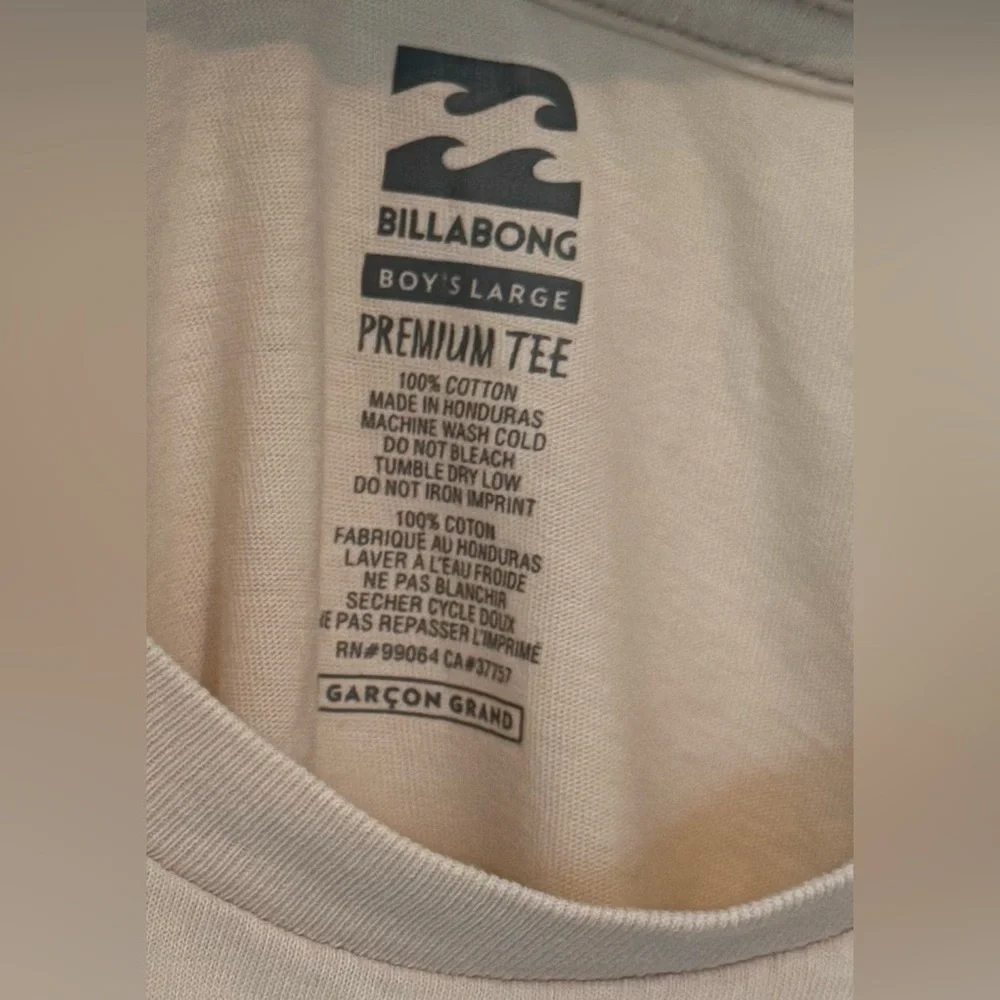 BILLABONG
BOY'S LARGE
PREMIUM TEE
100% COTTON
MADE IN HONDURAS
MACHINE WASH COLD
DO NOT BLEACH
TUMBLE DRY LOW
DO NOT IRON IMPRINT
100% COTON
FABRIQUÉ AU HONDURAS
LAVER À L'EAU FROIDE
NE PAS BLANCHIR
SECHER CYCLE DOUX
NE PAS REPASSER L'IMPRIMÉ
RN#99064 CA#37757
GARÇON GRAND